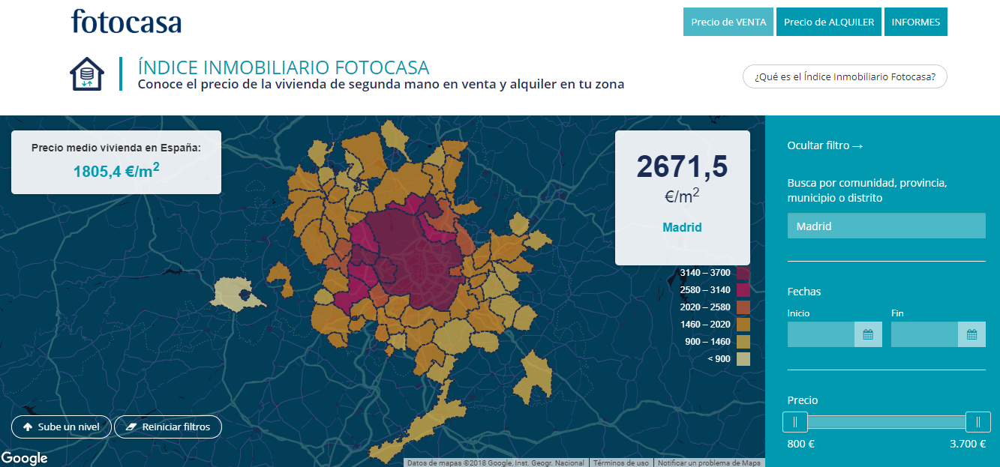 fotocasa
Precio de VENTA
Precio de ALQUILER
INFORMES
ÍNDICE INMOBILIARIO FOTOCASA
Conoce el precio de la vivienda de segunda mano en venta y alquiler en tu zona
¿Qué es el Índice Inmobiliario Fotocasa?
Precio medio vivienda en España:
1805,4 €/m²
2671,5
€/m²
Madrid
3140 – 3700
2580 – 3140
2020 – 2580
1460 – 2020
900 – 1460
< 900
Sube un nivel
Reiniciar filtros
Google
Datos de mapas ©2018 Google, Inst. Geogr. Nacional
Términos de uso
Notificar un problema de Maps
Ocultar filtro →
Busca por comunidad, provincia,
municipio o distrito
Madrid
Fechas
Inicio
Fin
Precio
800 €
3.700 €